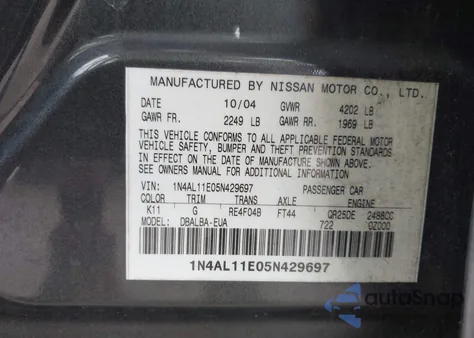 MANUFACTURED BY NISSAN MOTOR CO., LTD.
DATE 10/04 GVWR 4202 LB
GAWR FR. 2249 LB GAWR RR. 1969 LB
THIS VEHICLE CONFORMS TO ALL APPLICABLE FEDERAL MOTOR
VEHICLE SAFETY, BUMPER AND THEFT PREVENTION STANDARDS
IN EFFECT ON THE DATE OF MANUFACTURE SHOWN ABOVE.
SEE OWNERS MANUAL FOR ADDITIONAL INFORMATION
VIN: 1N4AL11E05N429697 PASSENGER CAR
COLOR TRIM TRANS AXLE ENGINE
K11 G RE4F04B FT44 QR25DE 2488CC
MODEL: DBALBA-EUA 722 0Z000
1N4AL11E05N429697
autoSnap